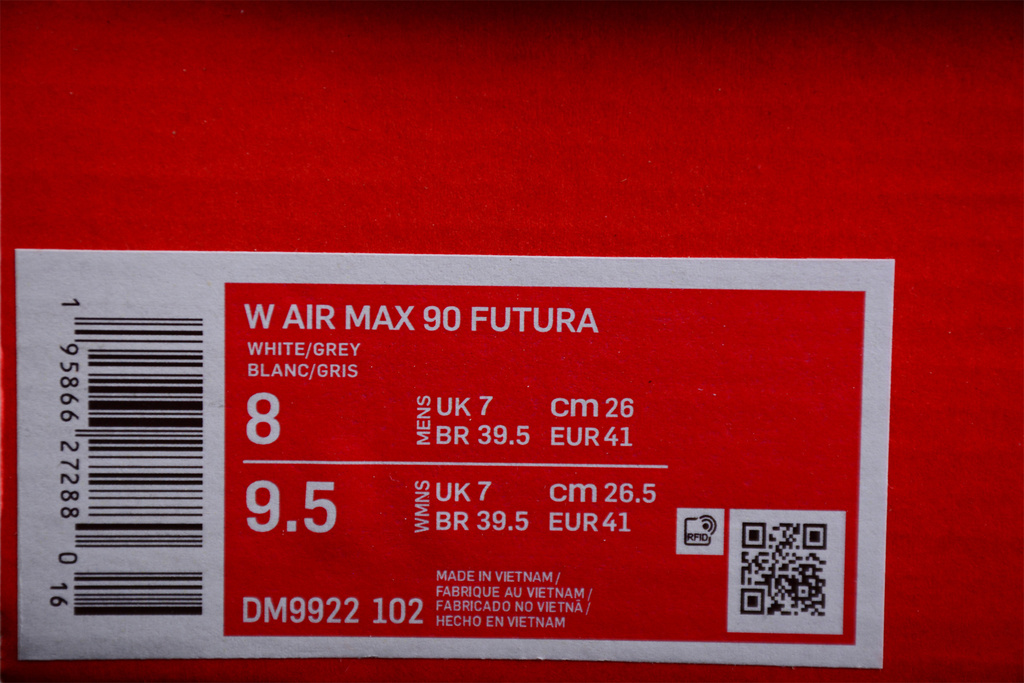 W AIR MAX 90 FUTURA
WHITE/GREY
BLANC/GRIS
8
MENS
UK 7 cm 26
BR 39.5 EUR 41
9.5
WMNS
UK 7 cm 26.5
BR 39.5 EUR 41
RFID
DM9922 102
MADE IN VIETNAM /
FABRIQUE AU VIETNAM /
FABRICADO NO VIETNÃ /
HECHO EN VIETNAM
1 95866 27288 0 16